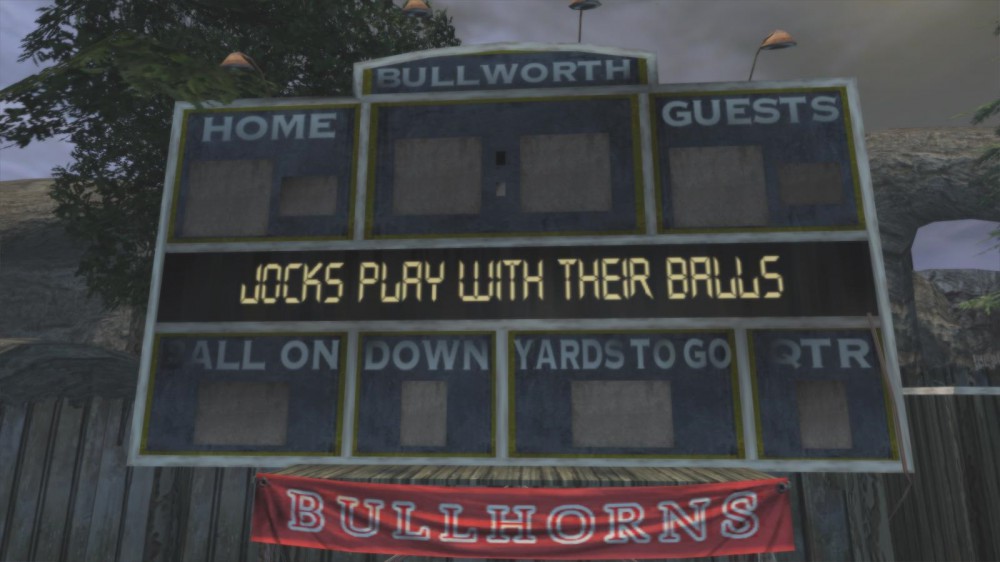 BULLWORTH
HOME
GUESTS
JOCKS PLAY WITH THEIR BALLS
BALL ON
DOWN
YARDS TO GO
QTR
BULLHORNS